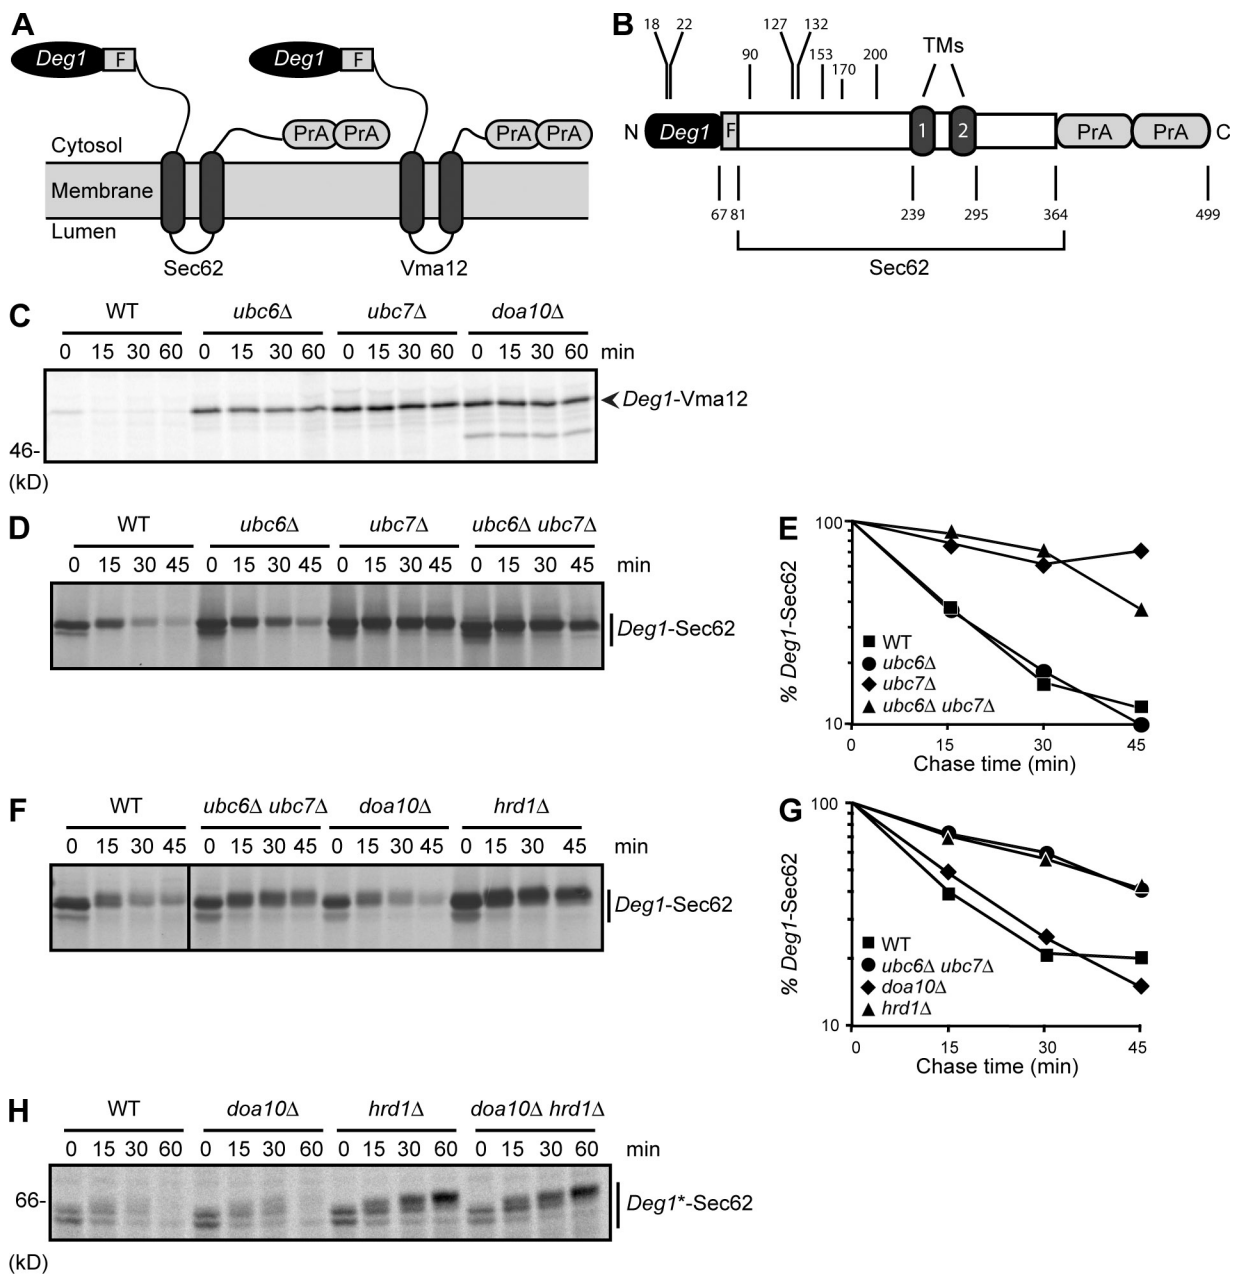 A
Deg1 F Deg1 F
PrA PrA PrA PrA
Cytosol
Membrane
Lumen
Sec62 Vma12
B
18 22 127 132
90 153 170 200 TMs
N Deg1 F 1 2 PrA PrA C
67 81 239 295 364 499
Sec62
C
WT ubc6Δ ubc7Δ doa10Δ
0 15 30 60 0 15 30 60 0 15 30 60 0 15 30 60 min
Deg1-Vma12
46-
(kD)
D
WT ubc6Δ ubc7Δ ubc6Δ ubc7Δ
0 15 30 45 0 15 30 45 0 15 30 45 0 15 30 45 min
Deg1-Sec62
E
100
% Deg1-Sec62
WT
ubc6Δ
ubc7Δ
ubc6Δ ubc7Δ
10
0 15 30 45
Chase time (min)
F
WT ubc6Δ ubc7Δ doa10Δ hrd1Δ
0 15 30 45 0 15 30 45 0 15 30 45 0 15 30 45 min
Deg1-Sec62
G
100
% Deg1-Sec62
WT
ubc6Δ ubc7Δ
doa10Δ
hrd1Δ
10
0 15 30 45
Chase time (min)
H
WT doa10Δ hrd1Δ doa10Δ hrd1Δ
0 15 30 60 0 15 30 60 0 15 30 60 0 15 30 60 min
66-
Deg1*-Sec62
(kD)